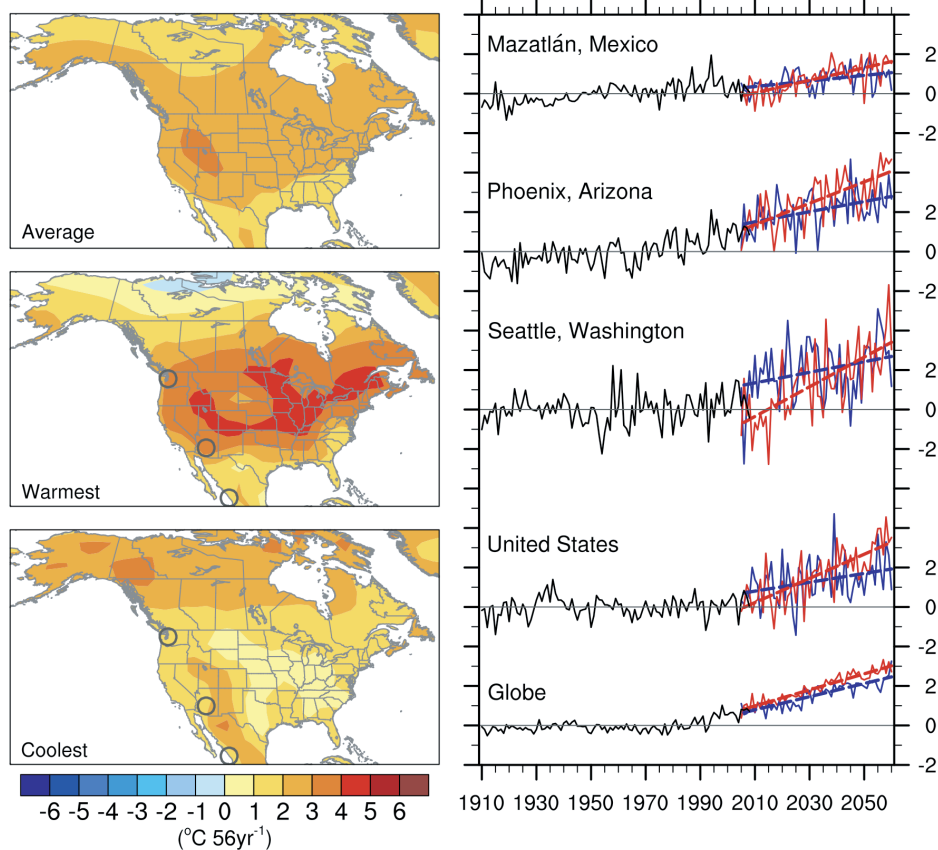 Average
Warmest
Coolest
-6 -5 -4 -3 -2 -1 0 1 2 3 4 5 6
(°C 56yr⁻¹)
Mazatlán, Mexico
2
0
-2
Phoenix, Arizona
2
0
-2
Seattle, Washington
2
0
-2
United States
2
0
-2
Globe
2
0
-2
1910 1930 1950 1970 1990 2010 2030 2050